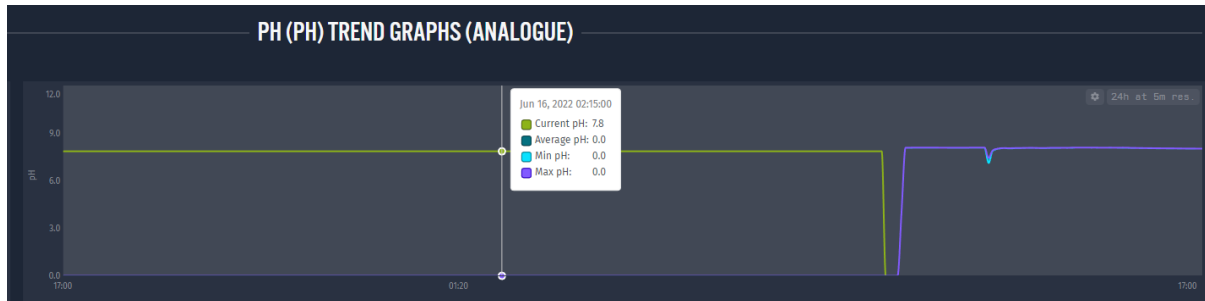 PH (PH) TREND GRAPHS (ANALOGUE)
24h at 5m res.
12.0
9.0
6.0
3.0
0.0
pH
Jun 16, 2022 02:15:00
Current pH: 7.8
Average pH: 0.0
Min pH: 0.0
Max pH: 0.0
17:00
01:20
17:00